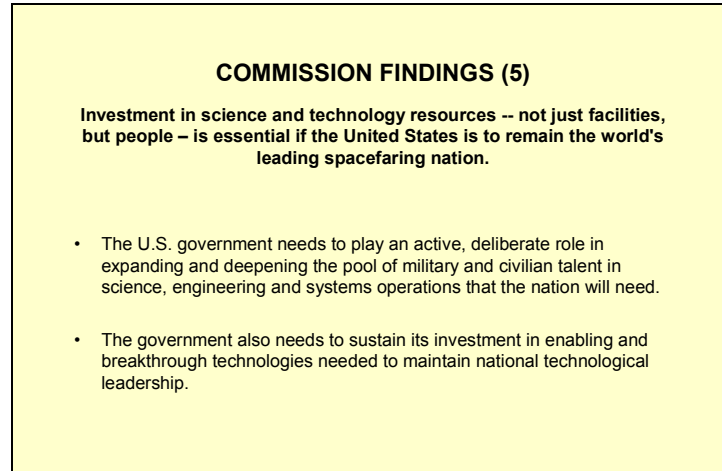 COMMISSION FINDINGS (5)
Investment in science and technology resources -- not just facilities,
but people – is essential if the United States is to remain the world's
leading spacefaring nation.
• The U.S. government needs to play an active, deliberate role in
expanding and deepening the pool of military and civilian talent in
science, engineering and systems operations that the nation will need.
• The government also needs to sustain its investment in enabling and
breakthrough technologies needed to maintain national technological
leadership.